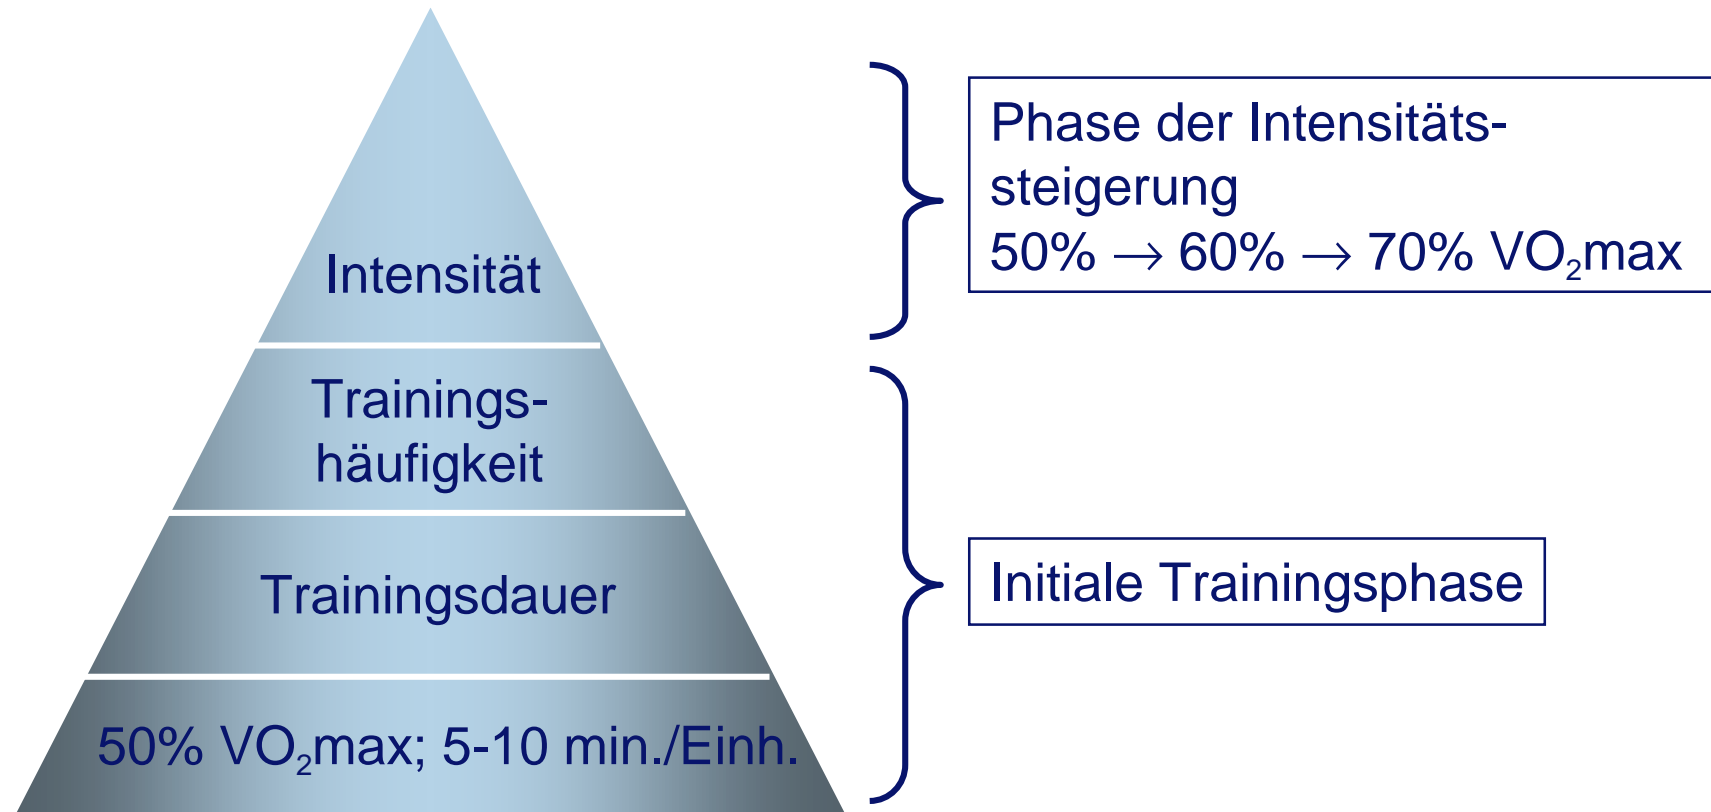 Intensität
Trainings-
häufigkeit
Trainingsdauer
50% VO₂max; 5-10 min./Einh.
Phase der Intensitäts-
steigerung
50% → 60% → 70% VO₂max
Initiale Trainingsphase